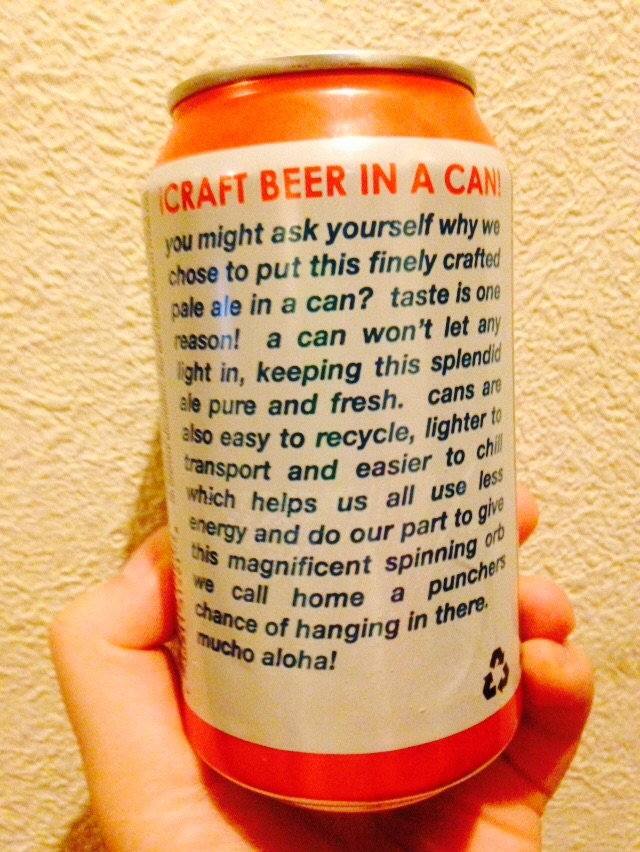 ¡CRAFT BEER IN A CAN!
you might ask yourself why we
chose to put this finely crafted
pale ale in a can? taste is one
reason! a can won't let any
light in, keeping this splendid
ale pure and fresh. cans are
also easy to recycle, lighter to
transport and easier to chill
which helps us all use less
energy and do our part to give
this magnificent spinning orb
we call home a punchers
chance of hanging in there.
mucho aloha!